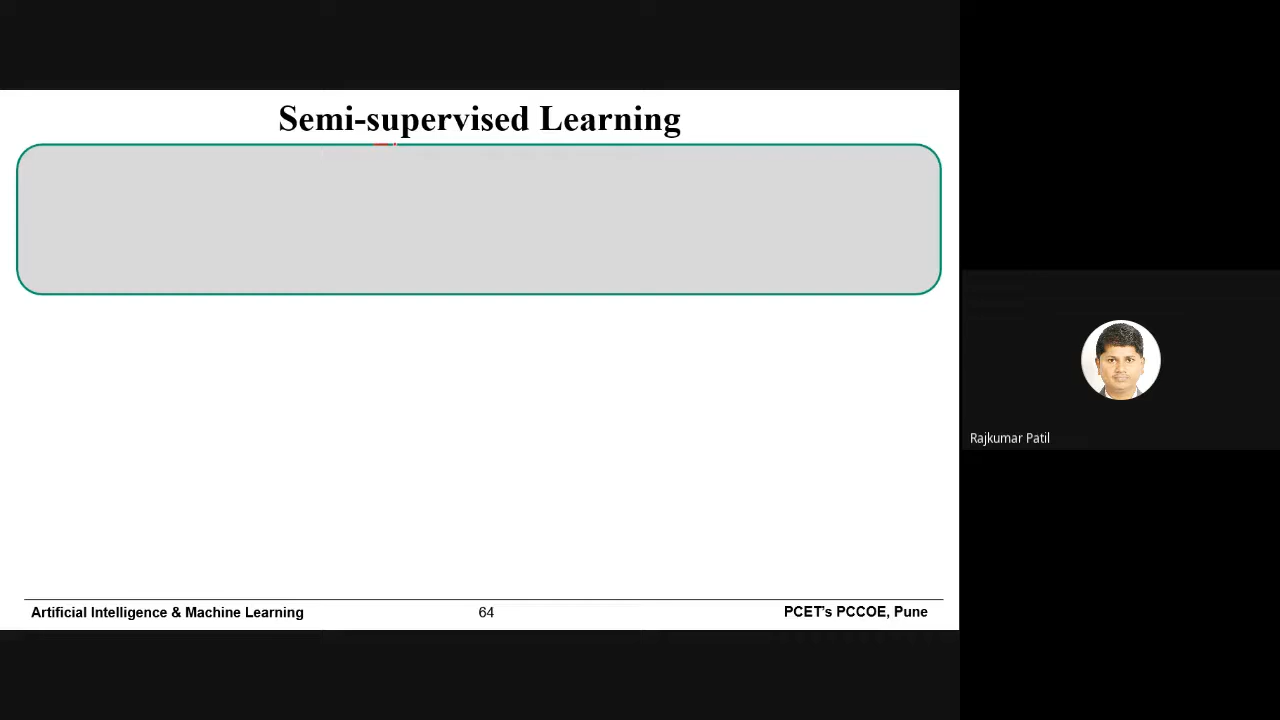 Semi-supervised Learning
Rajkumar Patil
Artificial Intelligence & Machine Learning
64
PCET's PCCOE, Pune